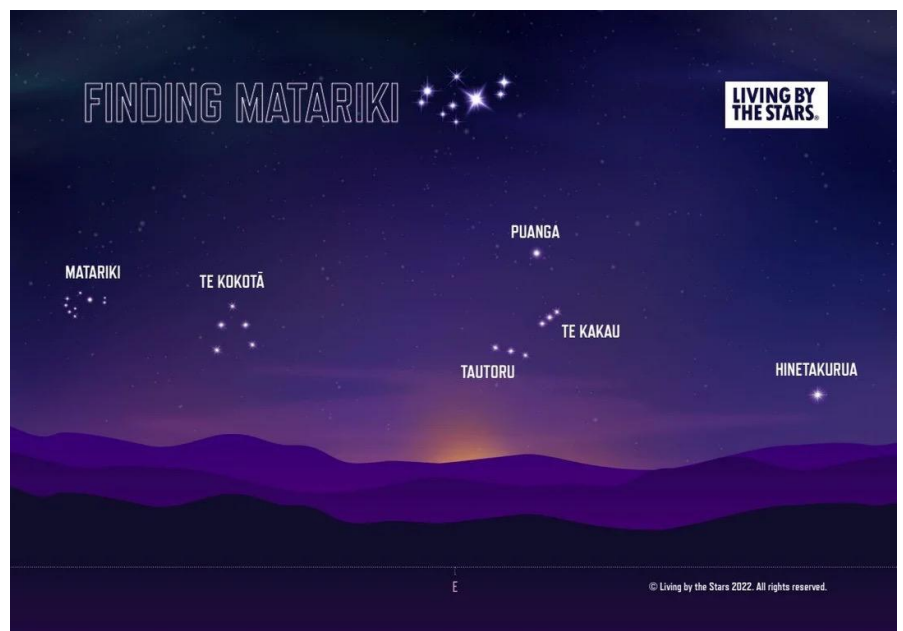 FINDING MATARIKI
LIVING BY
THE STARS®
PUANGA
MATARIKI
TE KOKOTĀ
TE KAKAU
TAUTORU
HINETAKURUA
E
© Living by the Stars 2022. All rights reserved.